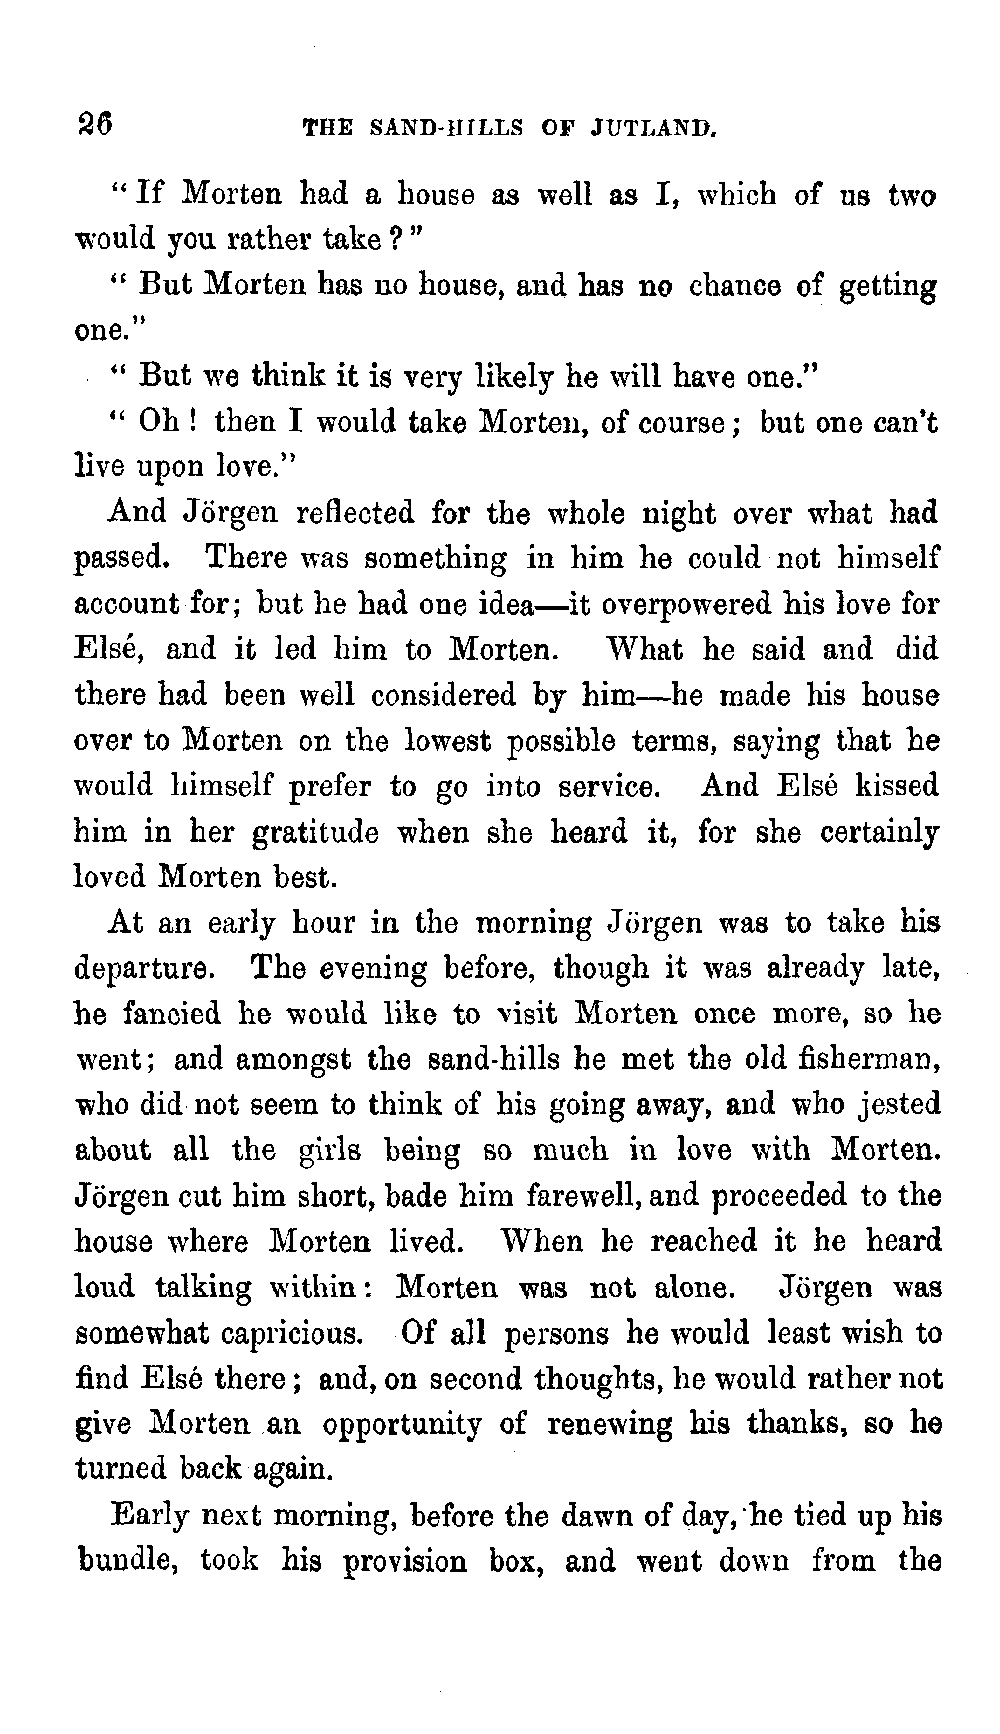 26 THE SAND-HILLS OF JUTLAND.
“If Morten had a house as well as I, which of us two
would you rather take?”
“But Morten has no house, and has no chance of getting
one.”
“But we think it is very likely he will have one.”
“Oh! then I would take Morten, of course; but one can't
live upon love.”
And Jörgen reflected for the whole night over what had
passed. There was something in him he could not himself
account for; but he had one idea—it overpowered his love for
Elsé, and it led him to Morten. What he said and did
there had been well considered by him—he made his house
over to Morten on the lowest possible terms, saying that he
would himself prefer to go into service. And Elsé kissed
him in her gratitude when she heard it, for she certainly
loved Morten best.
At an early hour in the morning Jörgen was to take his
departure. The evening before, though it was already late,
he fancied he would like to visit Morten once more, so he
went; and amongst the sand-hills he met the old fisherman,
who did not seem to think of his going away, and who jested
about all the girls being so much in love with Morten.
Jörgen cut him short, bade him farewell, and proceeded to the
house where Morten lived. When he reached it he heard
loud talking within: Morten was not alone. Jörgen was
somewhat capricious. Of all persons he would least wish to
find Elsé there; and, on second thoughts, he would rather not
give Morten an opportunity of renewing his thanks, so he
turned back again.
Early next morning, before the dawn of day, he tied up his
bundle, took his provision box, and went down from the